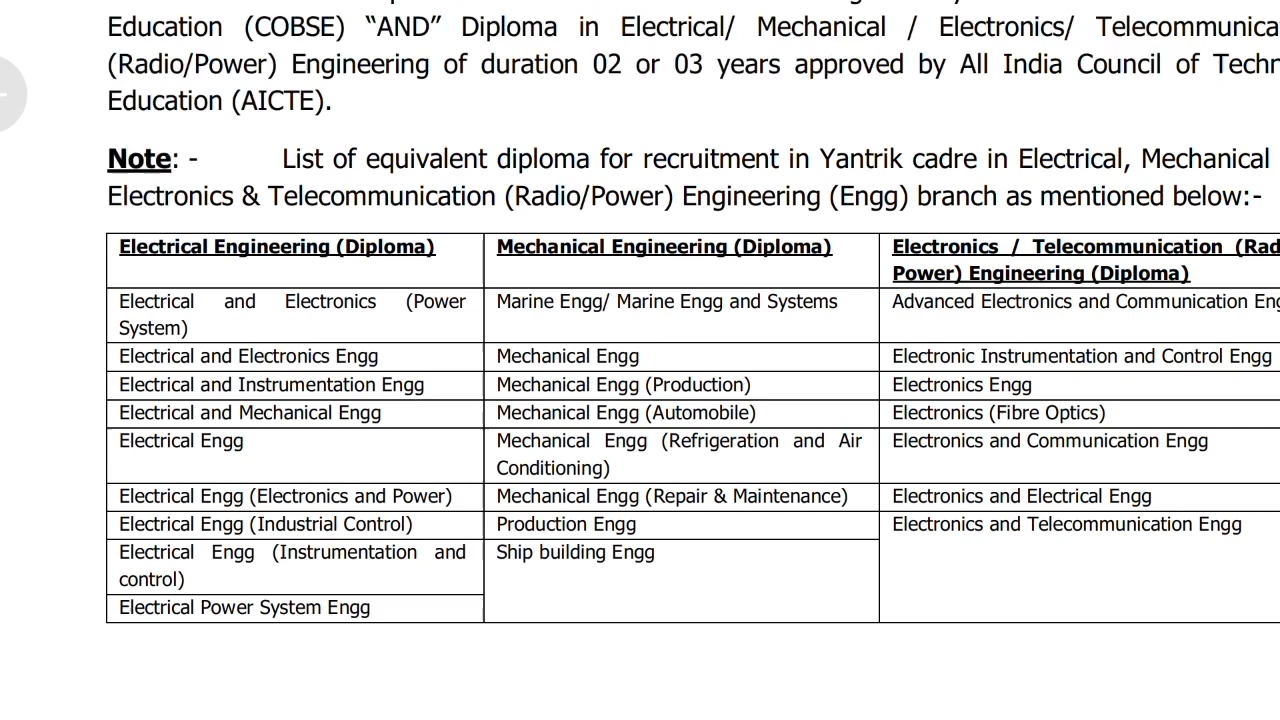 Education (COBSE) “AND” Diploma in Electrical/ Mechanical / Electronics/
(Radio/Power) Engineering of duration 02 or 03 years approved by All India Council of
Education (AICTE).
Note: - List of equivalent diploma for recruitment in Yantrik cadre in Electrical, Mechanical
Electronics & Telecommunication (Radio/Power) Engineering (Engg) branch as mentioned below:-
Electrical Engineering (Diploma) Mechanical Engineering (Diploma) Electronics / Telecommunication
Power) Engineering (Diploma)
Electrical and Electronics (Power Marine Engg/ Marine Engg and Systems Advanced Electronics and Communication
System)
Electrical and Electronics Engg Mechanical Engg Electronic Instrumentation and Control Engg
Electrical and Instrumentation Engg Mechanical Engg (Production) Electronics Engg
Electrical and Mechanical Engg Mechanical Engg (Automobile) Electronics (Fibre Optics)
Electrical Engg Mechanical Engg (Refrigeration and Air Electronics and Communication Engg
Conditioning)
Electrical Engg (Electronics and Power) Mechanical Engg (Repair & Maintenance) Electronics and Electrical Engg
Electrical Engg (Industrial Control) Production Engg Electronics and Telecommunication Engg
Electrical Engg (Instrumentation and Ship building Engg
control)
Electrical Power System Engg